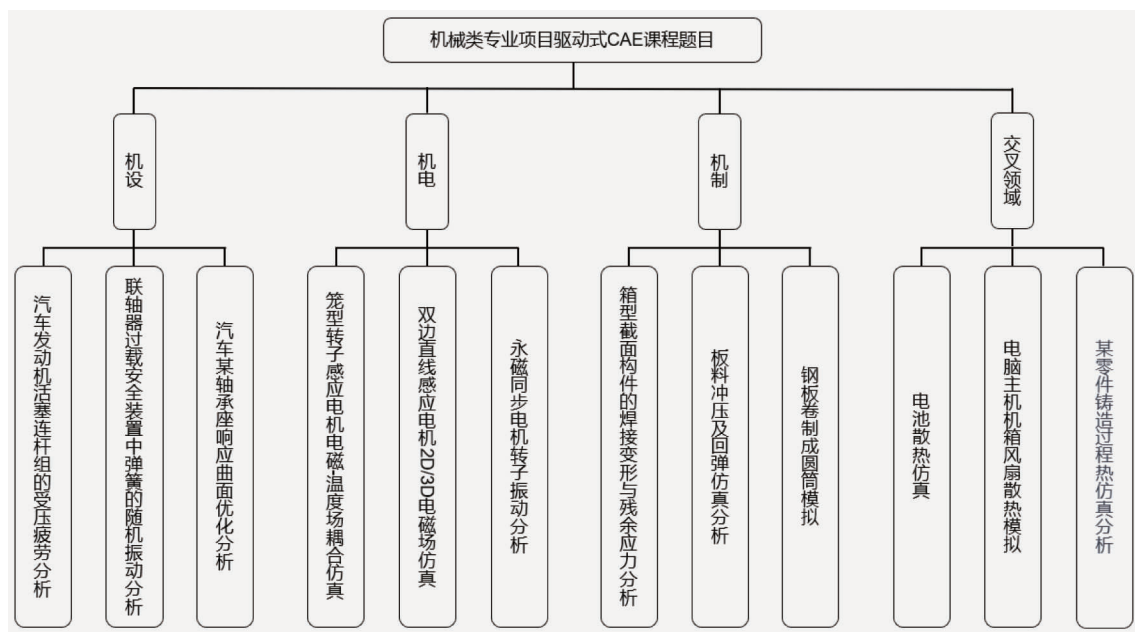 机械类专业项目驱动式CAE课程题目
机设
机电
机制
交叉领域
汽车发动机活塞连杆组的受压疲劳分析
联轴器过载安全装置中弹簧的随机振动分析
汽车某轴承座响应曲面优化分析
笼型转子感应电机电磁-温度场耦合仿真
双边直线感应电机2D/3D电磁场仿真
永磁同步电机转子振动分析
箱型截面构件的焊接变形与残余应力分析
板料冲压及回弹仿真分析
钢板卷制成圆筒模拟
电池散热仿真
电脑主机机箱风扇散热模拟
某零件铸造过程热仿真分析